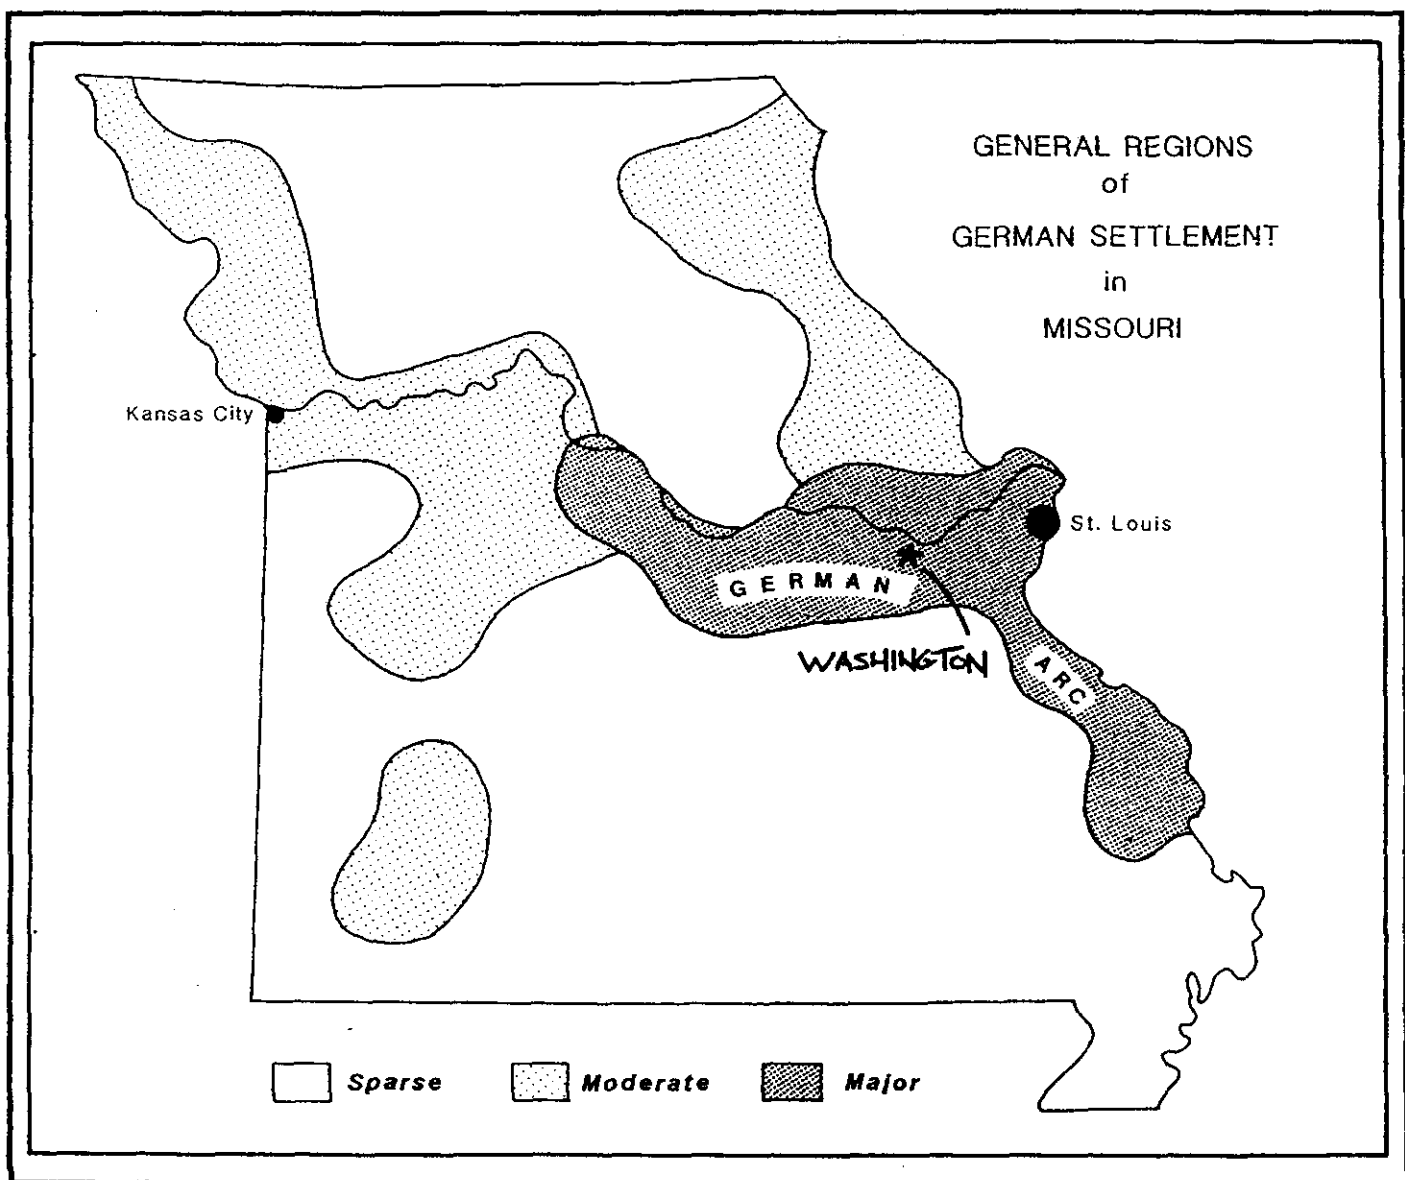 GENERAL REGIONS
of
GERMAN SETTLEMENT
in
MISSOURI
Kansas City
St. Louis
GERMAN
WASHINGTON
ARC
Sparse
Moderate
Major